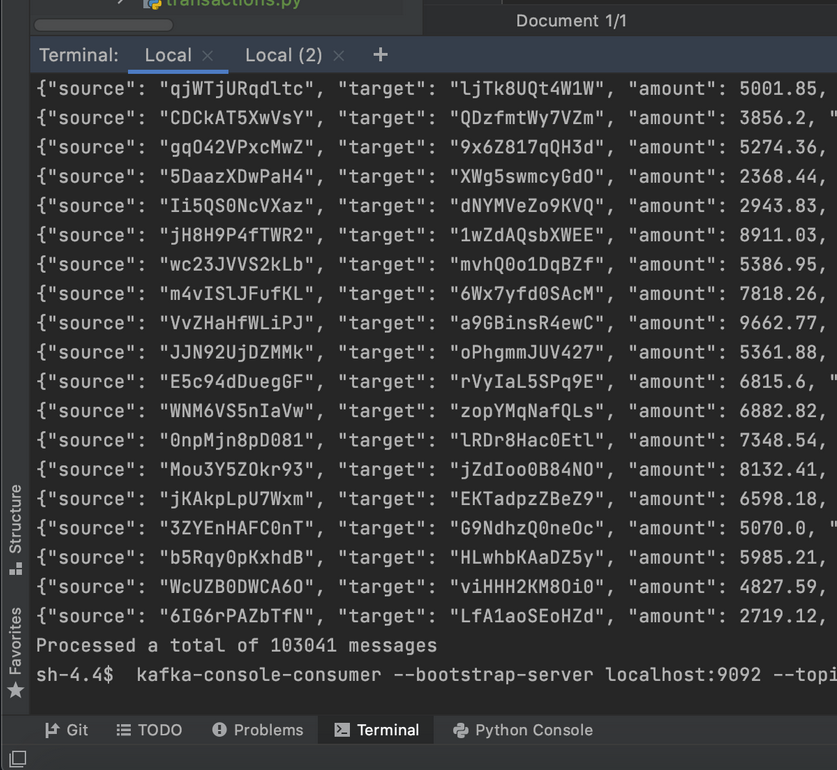 transactions.py
Document 1/1
Terminal: Local × Local (2) × +
{"source": "qjWTjURqdltc", "target": "ljTk8UQt4W1W", "amount": 5001.85,
{"source": "CDCkAT5XwVsY", "target": "QDzfmtWy7VZm", "amount": 3856.2, "
{"source": "gqO42VPxcMwZ", "target": "9x6Z817qQH3d", "amount": 5274.36,
{"source": "5DaazXDwPaH4", "target": "XWg5swmcyGdO", "amount": 2368.44,
{"source": "Ii5QS0NcVXaz", "target": "dNYMVeZo9KVQ", "amount": 2943.83,
{"source": "jH8H9P4fTWR2", "target": "1wZdAQsbXWEE", "amount": 8911.03,
{"source": "wc23JVVS2kLb", "target": "mvhQ0o1DqBZf", "amount": 5386.95,
{"source": "m4vISlJFufKL", "target": "6Wx7yfd0SAcM", "amount": 7818.26,
{"source": "VvZHaHfWLiPJ", "target": "a9GBinsR4ewC", "amount": 9662.77,
{"source": "JJN92UjDZMMk", "target": "oPhgmmJUV427", "amount": 5361.88,
{"source": "E5c94dDuegGF", "target": "rVyIaL5SPq9E", "amount": 6815.6, "
{"source": "WNM6VS5nIaVw", "target": "zopYMqNafQLs", "amount": 6882.82,
{"source": "0npMjn8pD081", "target": "lRDr8Hac0Etl", "amount": 7348.54,
{"source": "Mou3Y5ZOkr93", "target": "jZdIoo0B84NO", "amount": 8132.41,
{"source": "jKAkpLpU7Wxm", "target": "EKTadpzZBeZ9", "amount": 6598.18,
{"source": "3ZYEnHAFC0nT", "target": "G9NdhzQ0neOc", "amount": 5070.0, "
{"source": "b5Rqy0pKxhdB", "target": "HLwhbKAaDZ5y", "amount": 5985.21,
{"source": "WcUZB0DWCA6O", "target": "viHHH2KM8Oi0", "amount": 4827.59,
{"source": "6IG6rPAZbTfN", "target": "LfA1aoSEoHZd", "amount": 2719.12,
Processed a total of 103041 messages
sh-4.4$ kafka-console-consumer --bootstrap-server localhost:9092 --topi
Structure
Favorites
Git TODO Problems Terminal Python Console